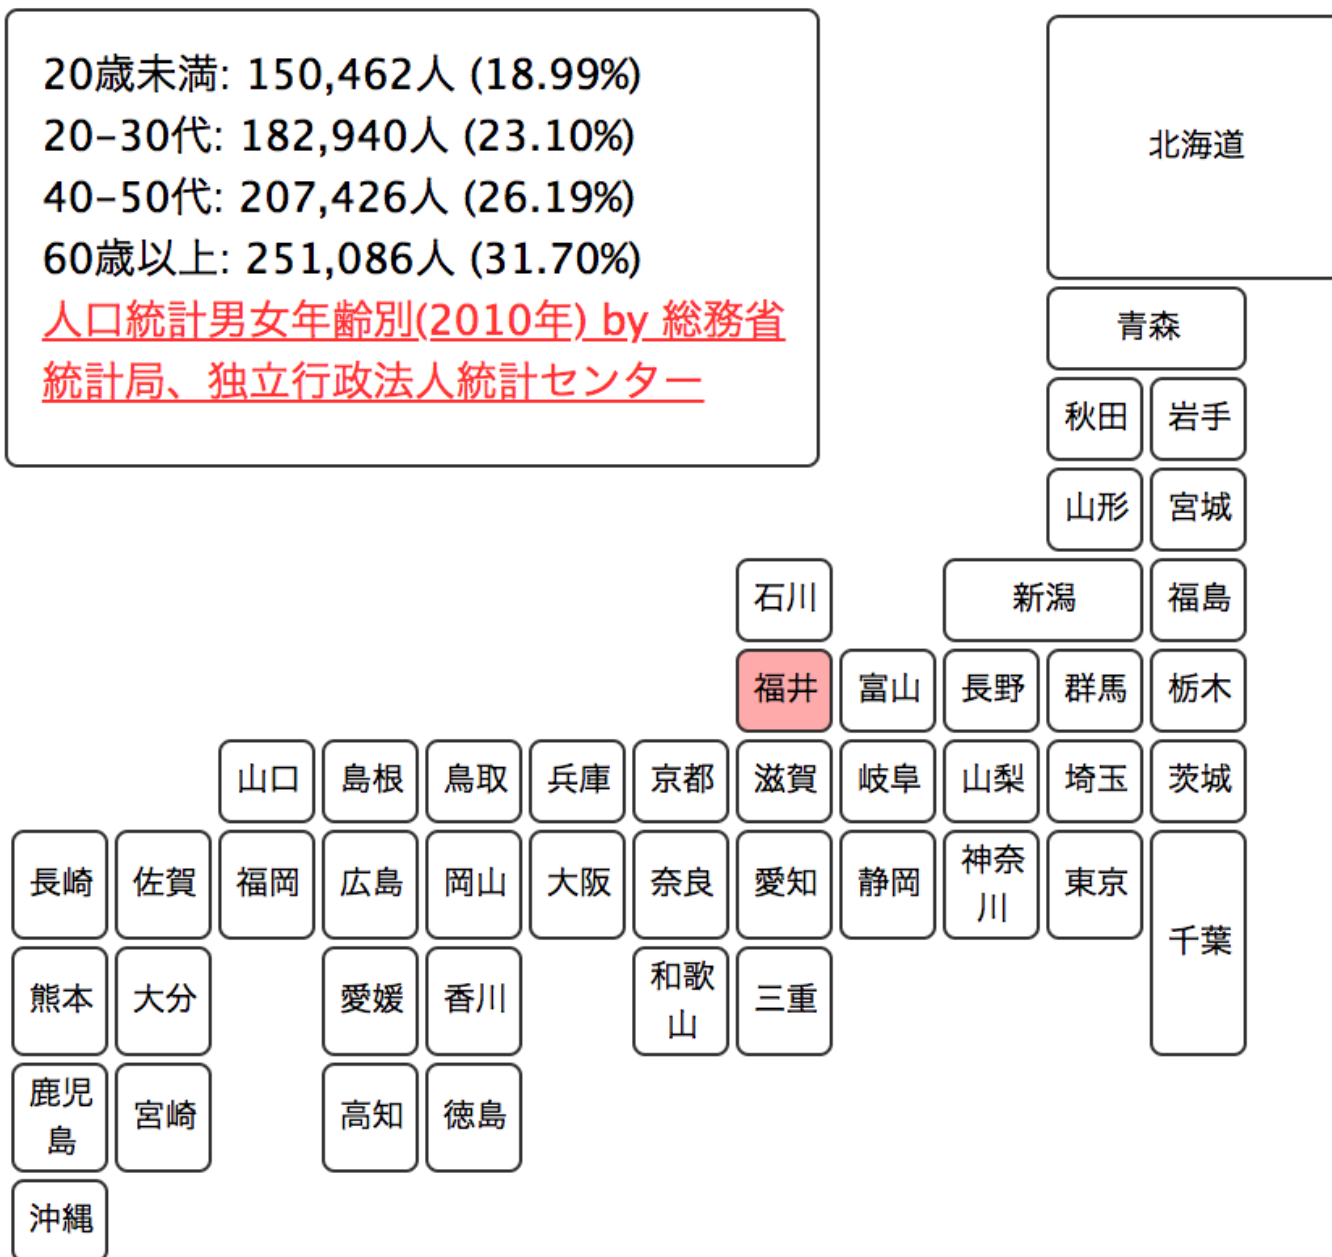 20歳未満: 150,462人 (18.99%)
20-30代: 182,940人 (23.10%)
40-50代: 207,426人 (26.19%)
60歳以上: 251,086人 (31.70%)
人口統計男女年齢別(2010年) by 総務省
統計局、独立行政法人統計センター
北海道
青森
秋田 岩手
山形 宮城
石川 新潟 福島
福井 富山 長野 群馬 栃木
山口 島根 鳥取 兵庫 京都 滋賀 岐阜 山梨 埼玉 茨城
長崎 佐賀 福岡 広島 岡山 大阪 奈良 愛知 静岡 神奈川 東京 千葉
熊本 大分 愛媛 香川 和歌山 三重
鹿児島 宮崎 高知 徳島
沖縄